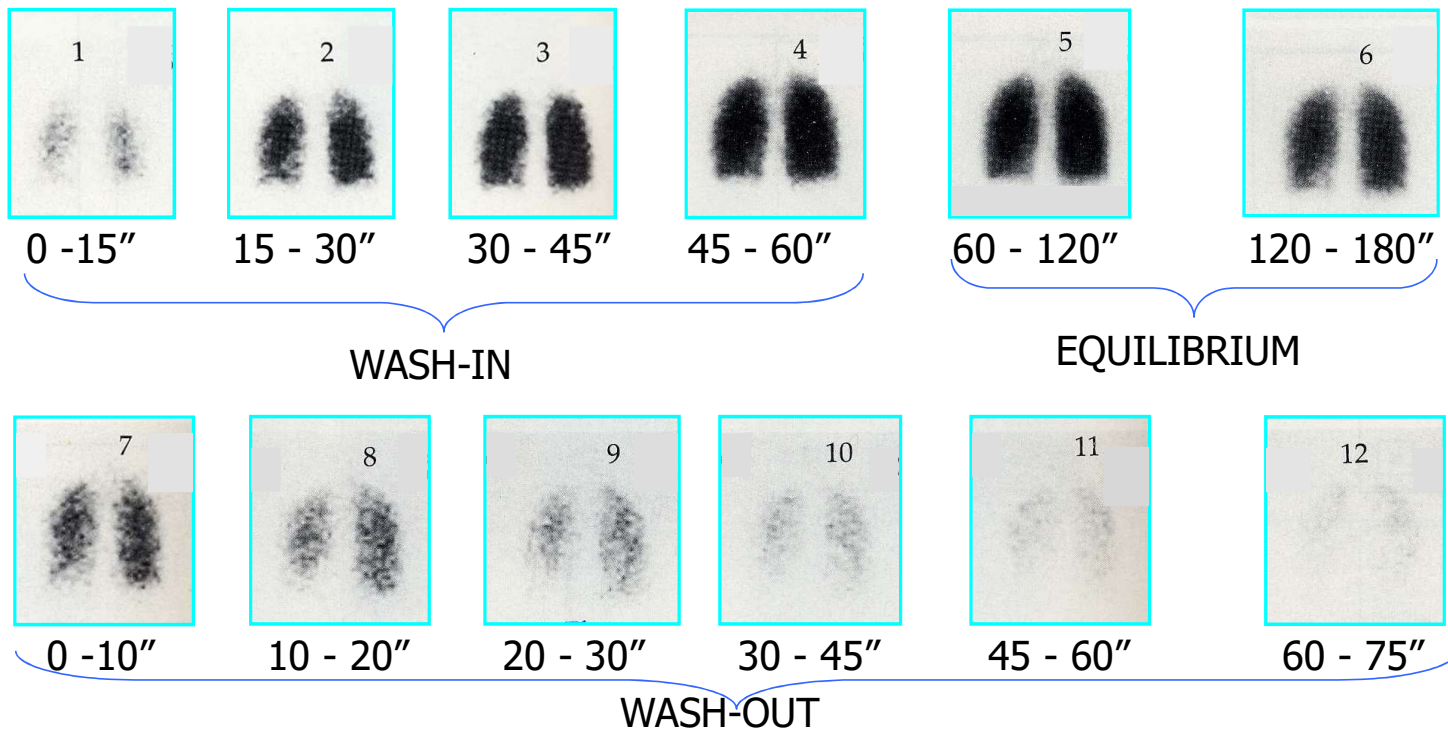 1 2 3 4 5 6
0 -15″ 15 - 30″ 30 - 45″ 45 - 60″ 60 - 120″ 120 - 180″
WASH-IN EQUILIBRIUM
7 8 9 10 11 12
0 -10″ 10 - 20″ 20 - 30″ 30 - 45″ 45 - 60″ 60 - 75″
WASH-OUT